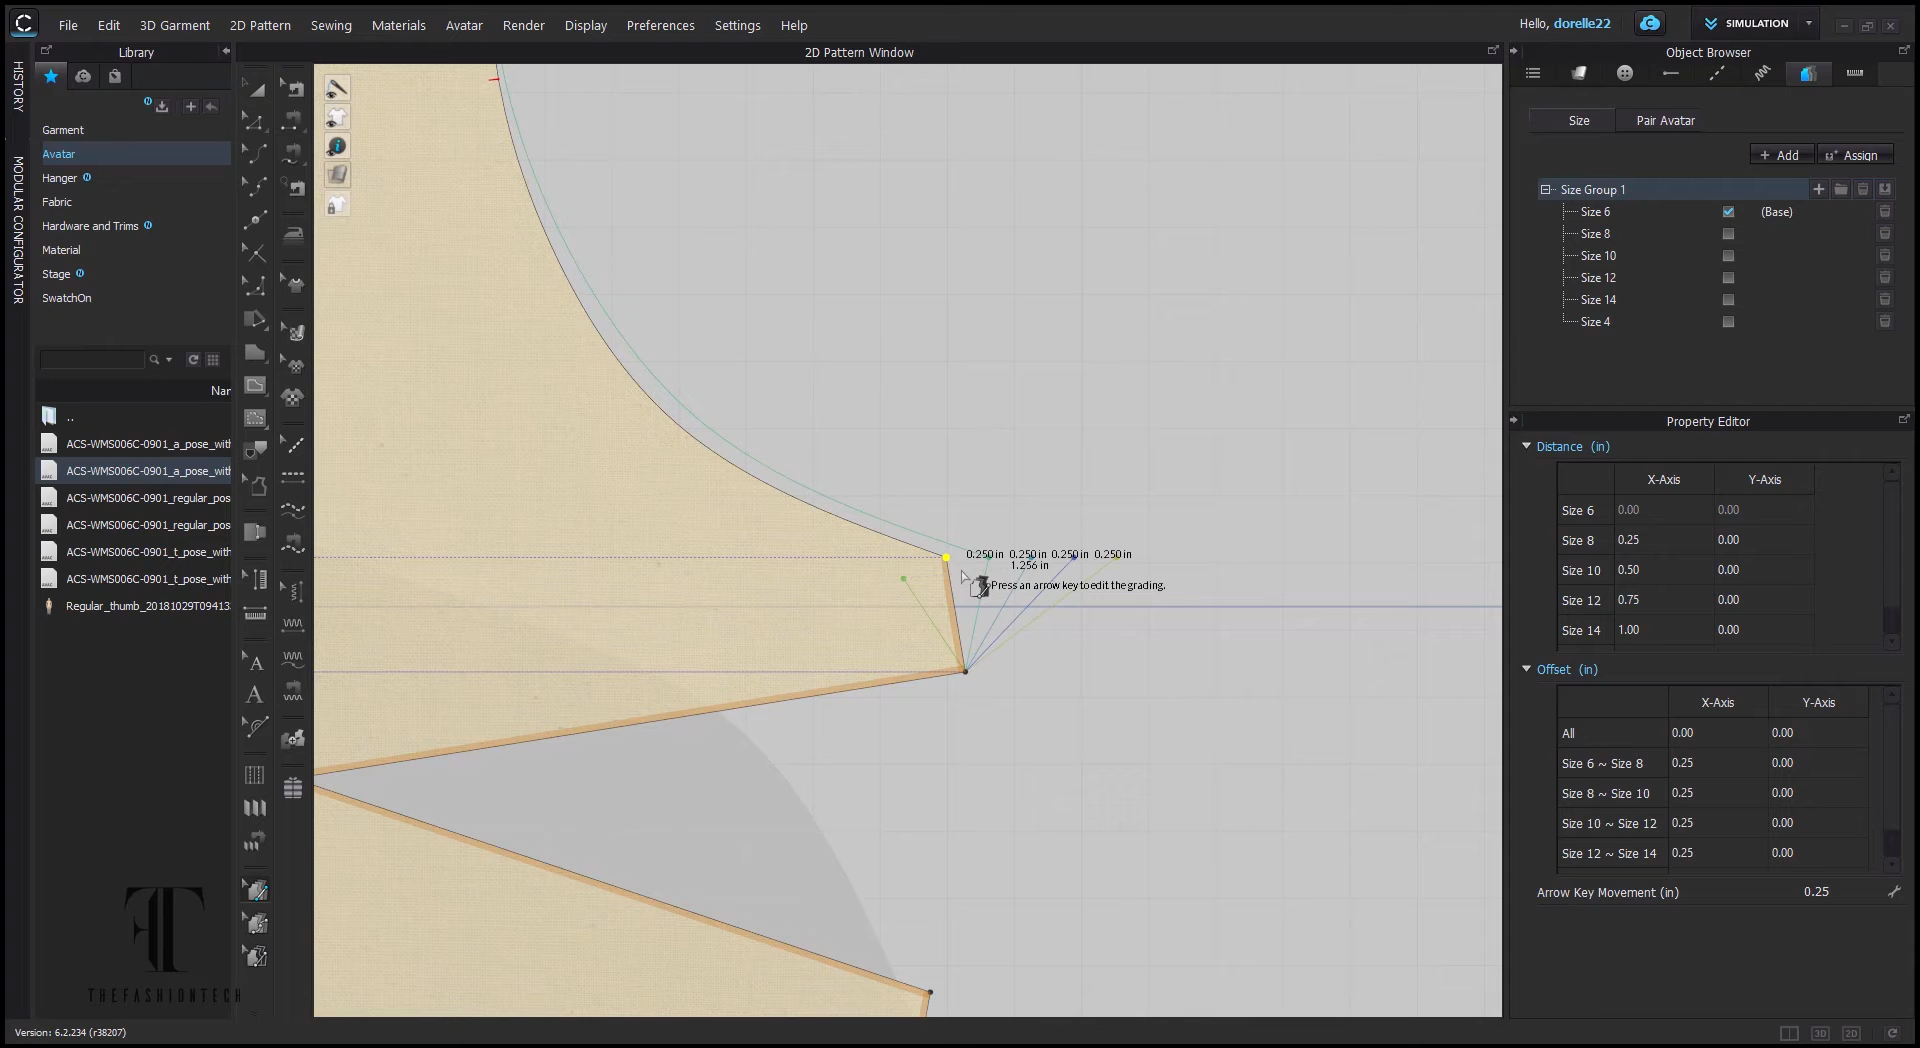 File Edit 3D Garment 2D Pattern Sewing Materials Avatar Render Display Preferences Settings Help
Hello, dorelle22
SIMULATION
Library
2D Pattern Window
Object Browser
HISTORY
MODULAR CONFIGURATOR
Garment
Avatar
Hanger
Fabric
Hardware and Trims
Material
Stage
SwatchOn
Nar
..
ACS-WMS006C-0901_a_pose_with
ACS-WMS006C-0901_a_pose_with
ACS-WMS006C-0901_regular_pos
ACS-WMS006C-0901_regular_pos
ACS-WMS006C-0901_t_pose_with
ACS-WMS006C-0901_t_pose_with
Regular_thumb_20181029T09413
THEFASHIONTECH
Version: 6.2.234 (r38207)
0.250 in 0.250 in 0.250 in 0.250 in
1.256 in
Press an arrow key to edit the grading.
Size Pair Avatar
+ Add Assign
Size Group 1
Size 6 (Base)
Size 8
Size 10
Size 12
Size 14
Size 4
Property Editor
Distance (in)
X-Axis Y-Axis
Size 6 0.00 0.00
Size 8 0.25 0.00
Size 10 0.50 0.00
Size 12 0.75 0.00
Size 14 1.00 0.00
Offset (in)
X-Axis Y-Axis
All 0.00 0.00
Size 6 ~ Size 8 0.25 0.00
Size 8 ~ Size 10 0.25 0.00
Size 10 ~ Size 12 0.25 0.00
Size 12 ~ Size 14 0.25 0.00
Arrow Key Movement (in) 0.25
3D 2D